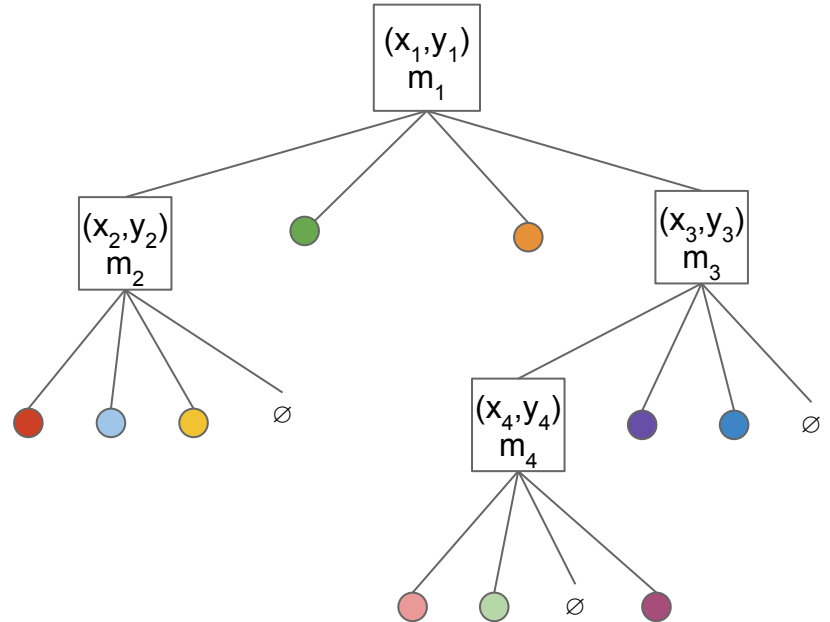 (x₁,y₁)
m₁
(x₂,y₂)
m₂
(x₃,y₃)
m₃
∅
(x₄,y₄)
m₄
∅
∅